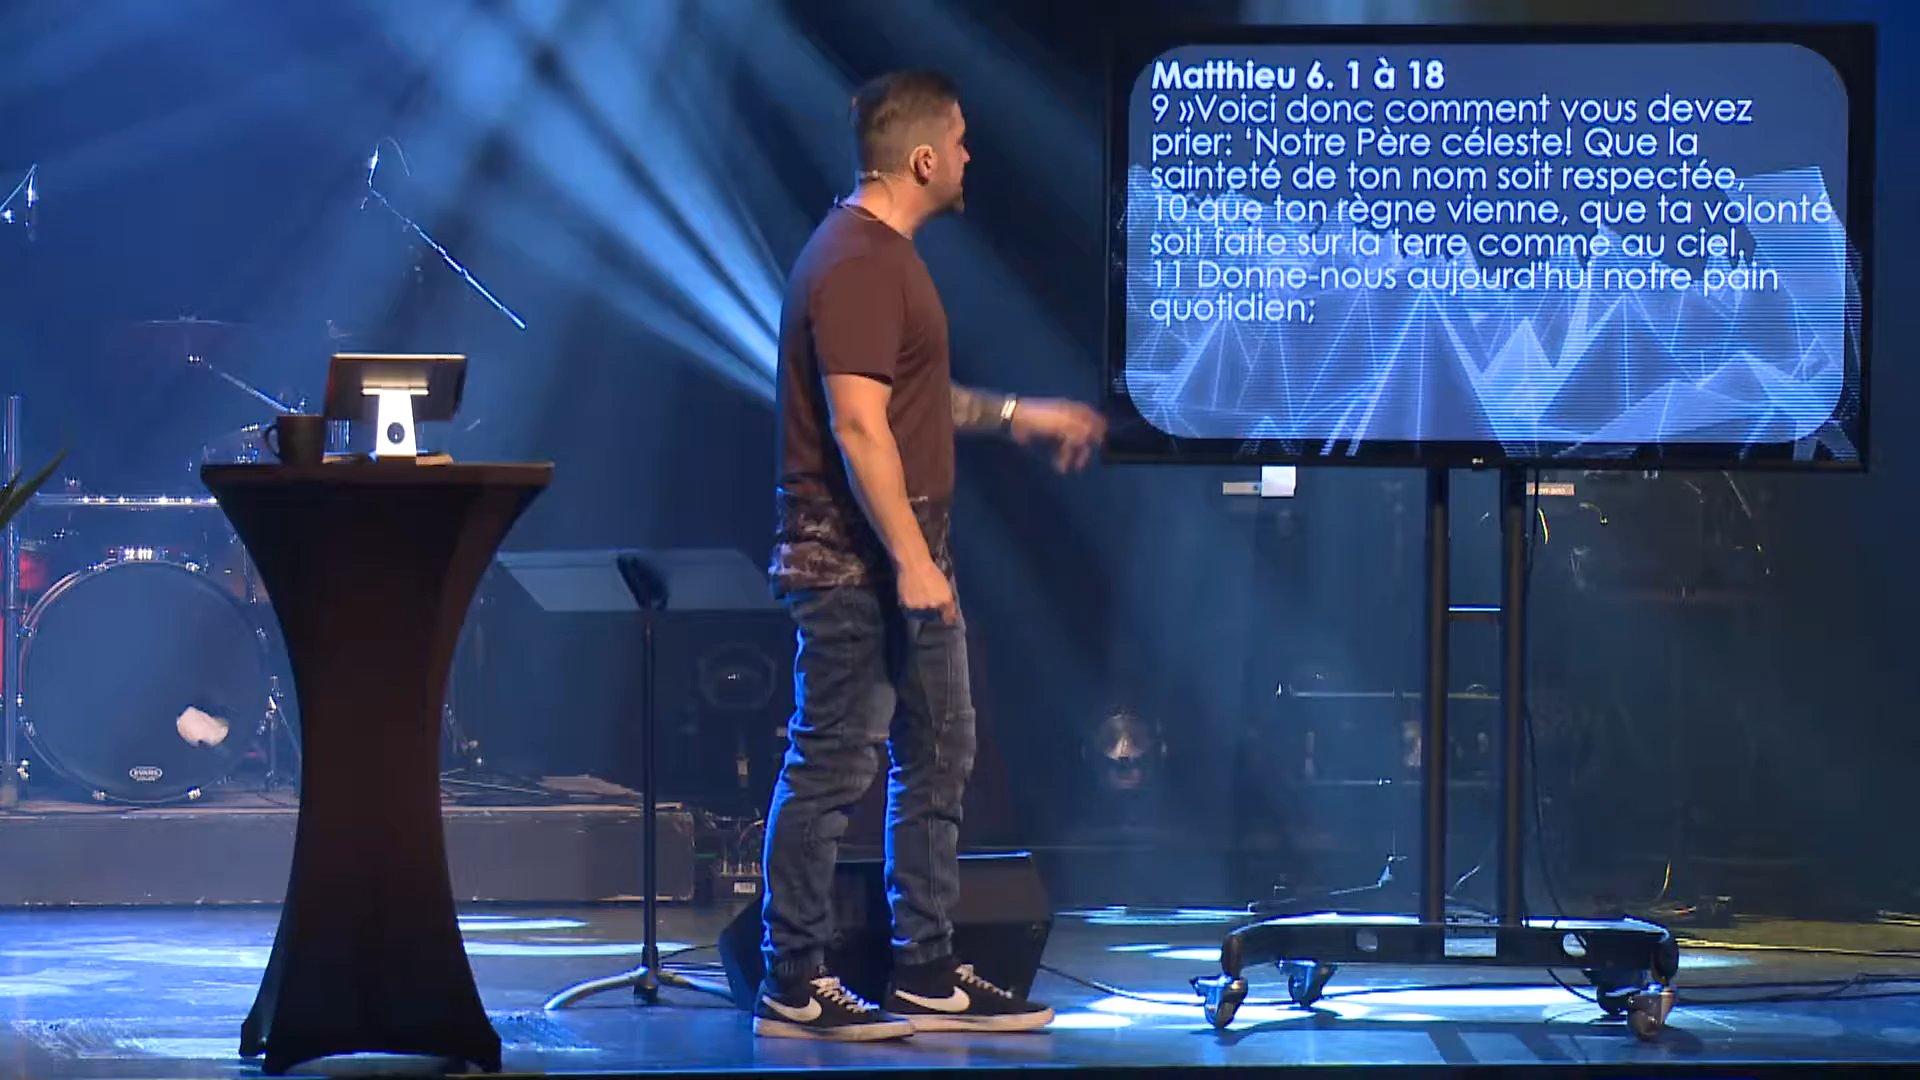 Matthieu 6. 1 à 18
9 »Voici donc comment vous devez
prier: ‘Notre Père céleste! Que la
sainteté de ton nom soit respectée,
10 que ton règne vienne, que ta volonté
soit faite sur la terre comme au ciel.
11 Donne-nous aujourd'hui notre pain
quotidien;
EVANS